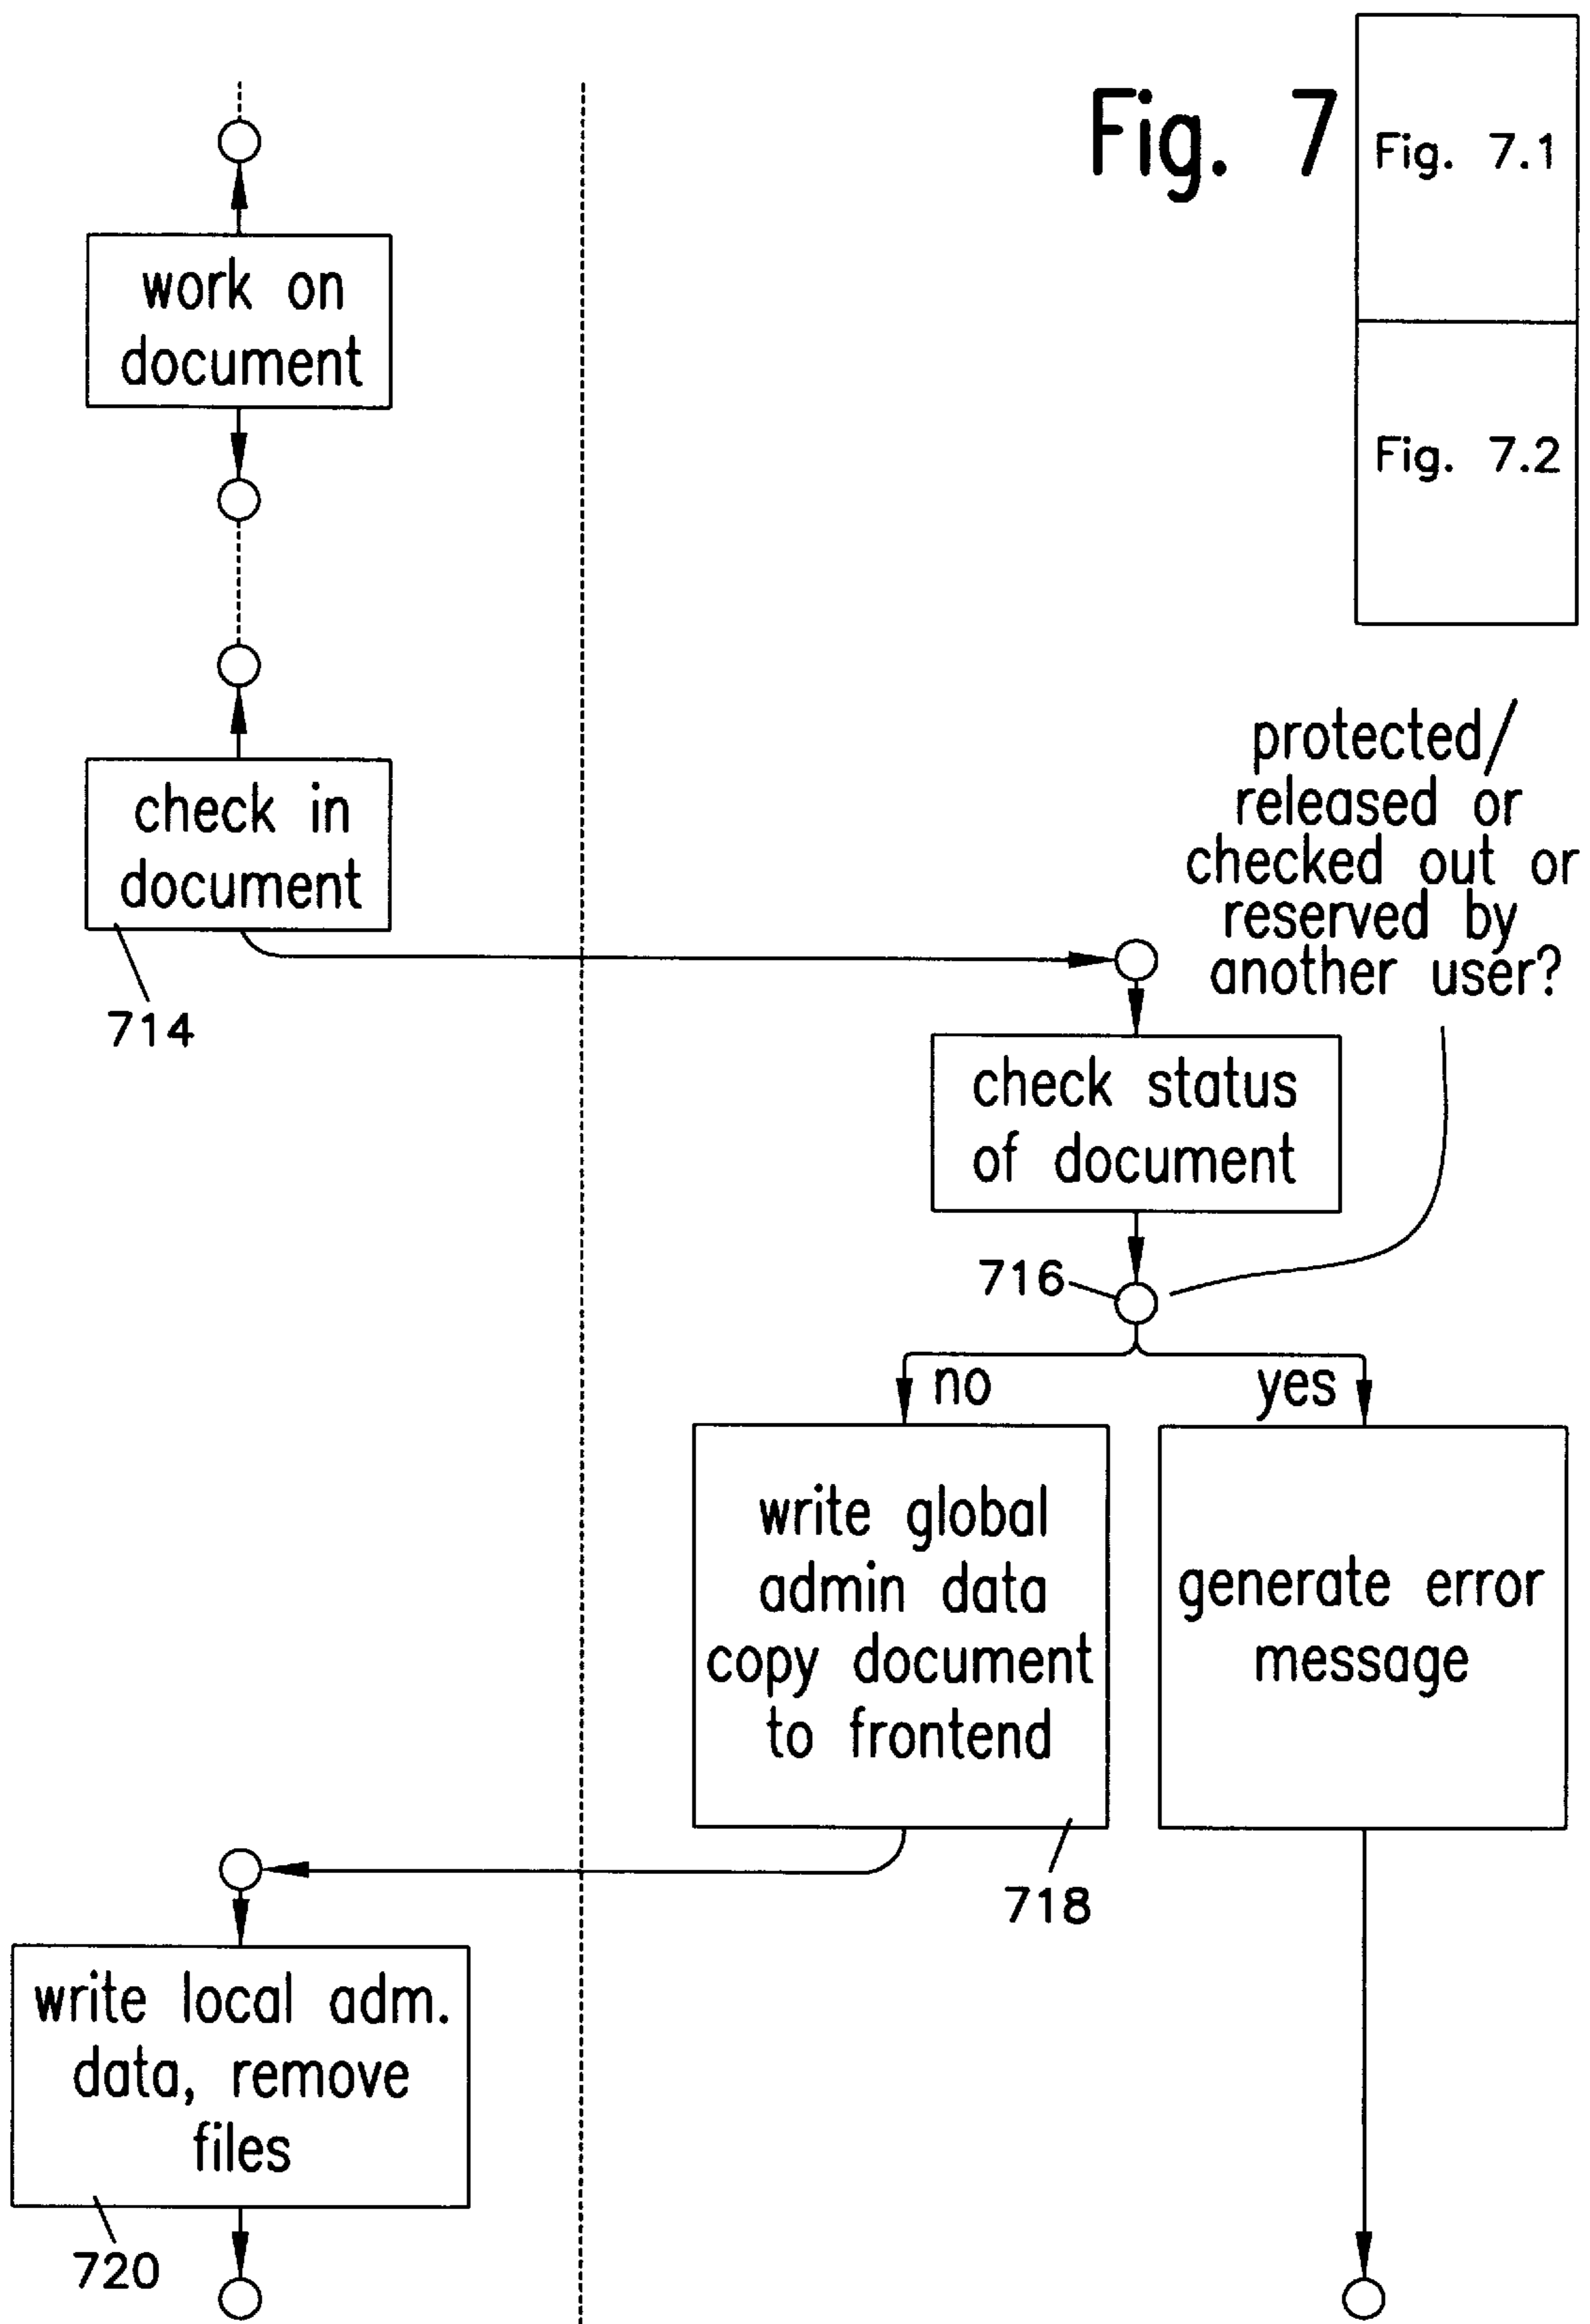 Fig. 7
Fig. 7.1
Fig. 7.2
work on
document
check in
document
714
protected/
released or
checked out or
reserved by
another user?
check status
of document
716
no
yes
write global
admin data
copy document
to frontend
718
generate error
message
write local adm.
data, remove
files
720